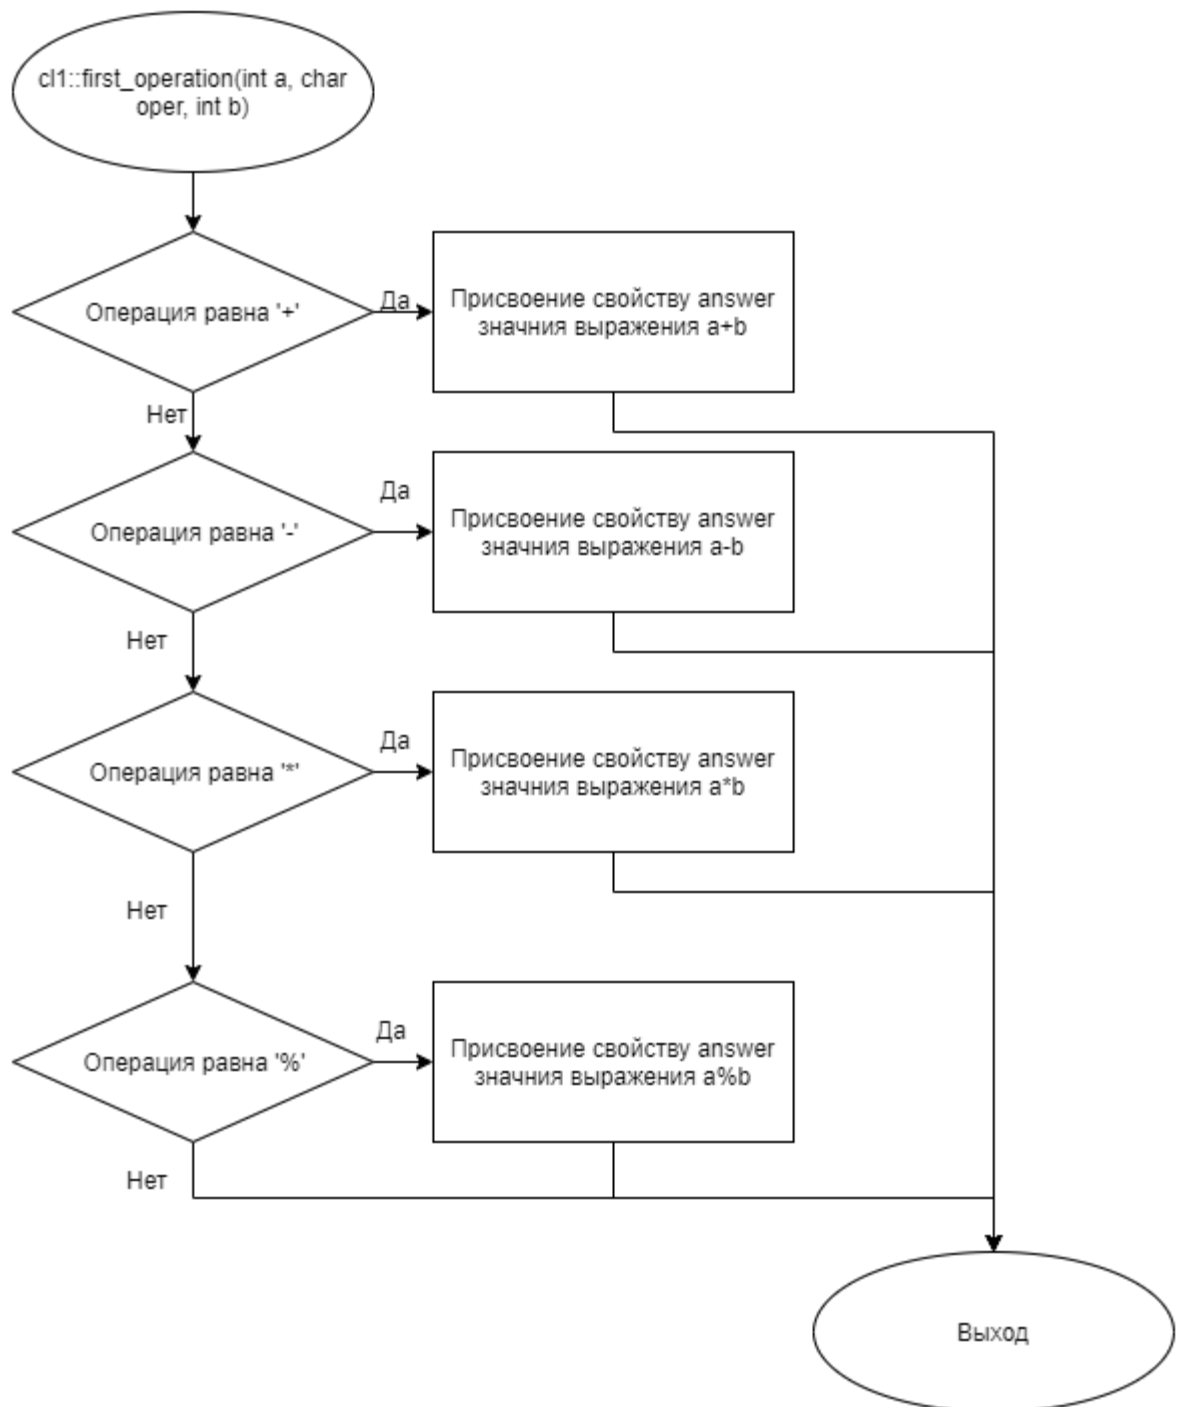 cl1::first_operation(int a, char
oper, int b)
Операция равна '+'
Да
Присвоение свойству answer
значния выражения a+b
Нет
Операция равна '-'
Да
Присвоение свойству answer
значния выражения a-b
Нет
Операция равна '*'
Да
Присвоение свойству answer
значния выражения a*b
Нет
Операция равна '%'
Да
Присвоение свойству answer
значния выражения a%b
Нет
Выход